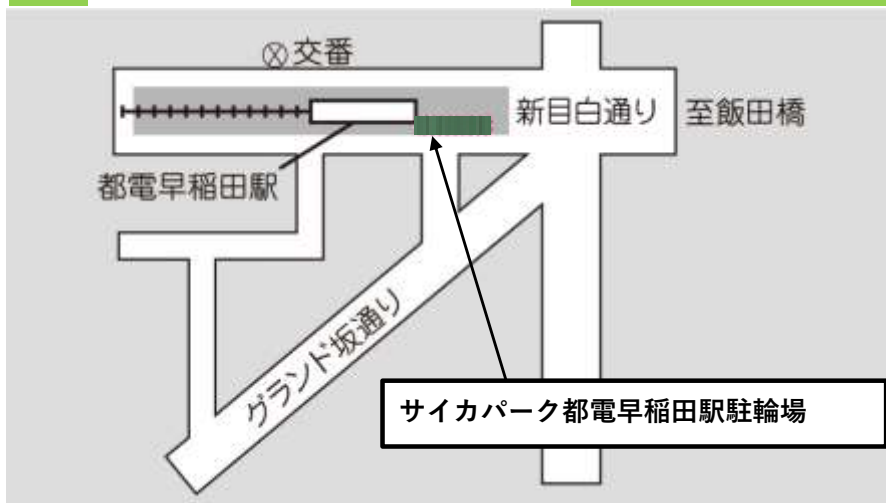 交番
新目白通り
至飯田橋
都電早稲田駅
グランド坂通り
サイカパーク都電早稲田駅駐輪場